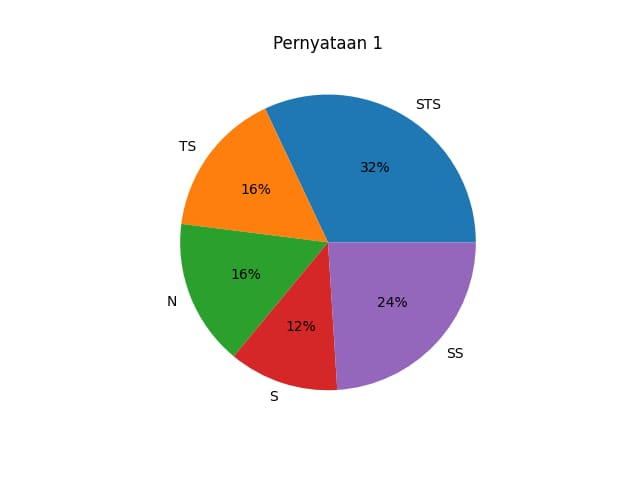 Pernyataan 1
STS
32%
TS
16%
N
16%
S
12%
SS
24%